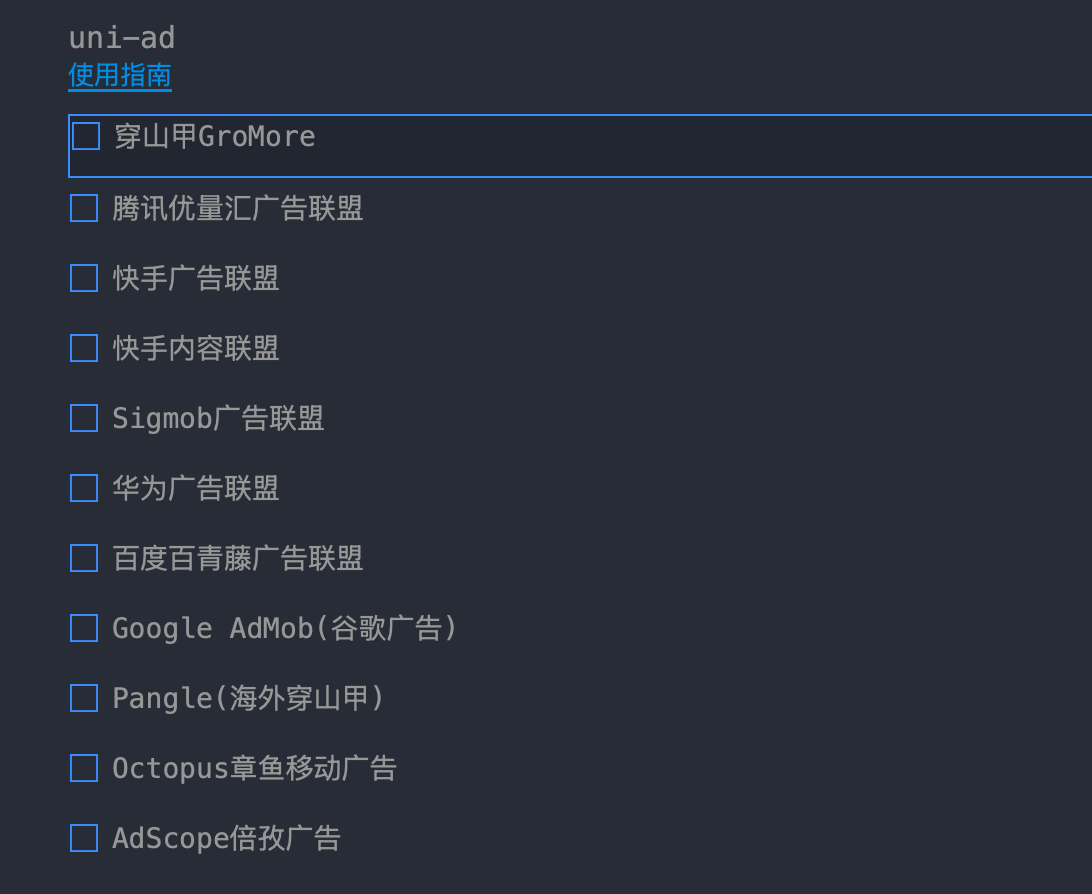 uni-ad
使用指南
穿山甲GroMore
腾讯优量汇广告联盟
快手广告联盟
快手内容联盟
Sigmob广告联盟
华为广告联盟
百度百青藤广告联盟
Google AdMob(谷歌广告)
Pangle(海外穿山甲)
Octopus章鱼移动广告
AdScope倍孜广告